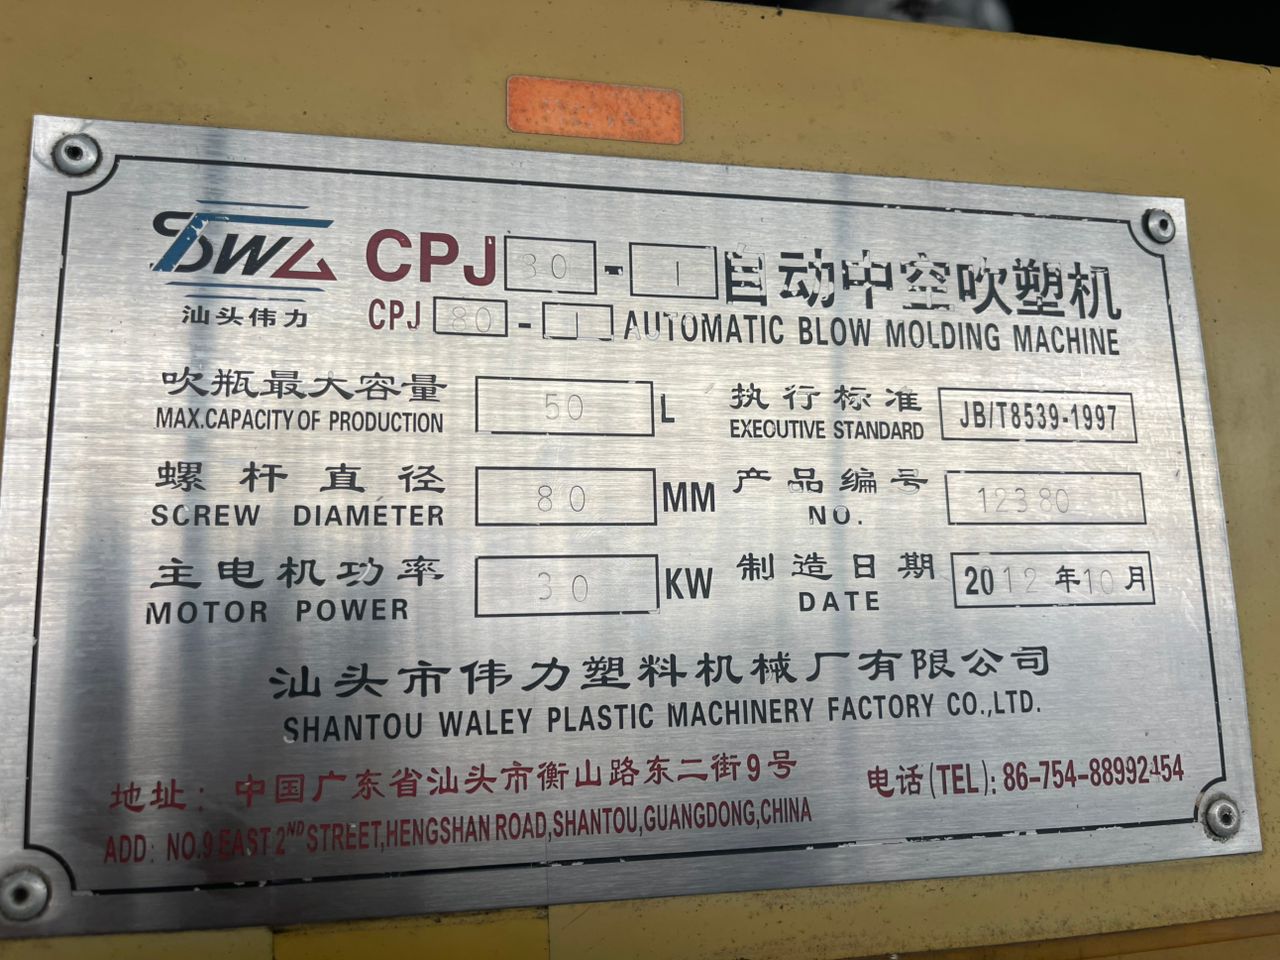 SWL
汕头伟力
CPJ 80 - I 自动中空吹塑机
CPJ 80 - I AUTOMATIC BLOW MOLDING MACHINE
吹瓶最大容量 50 L 执行标准 JB/T8539-1997
MAX.CAPACITY OF PRODUCTION EXECUTIVE STANDARD
螺杆直径 80 MM 产品编号 12380
SCREW DIAMETER NO.
主电机功率 30 KW 制造日期 2012年10月
MOTOR POWER DATE
汕头市伟力塑料机械厂有限公司
SHANTOU WALEY PLASTIC MACHINERY FACTORY CO.,LTD.
地址：中国广东省汕头市衡山路东二街9号 电话(TEL):86-754-88992454
ADD: NO.9 EAST 2ND STREET,HENGSHAN ROAD,SHANTOU,GUANGDONG,CHINA